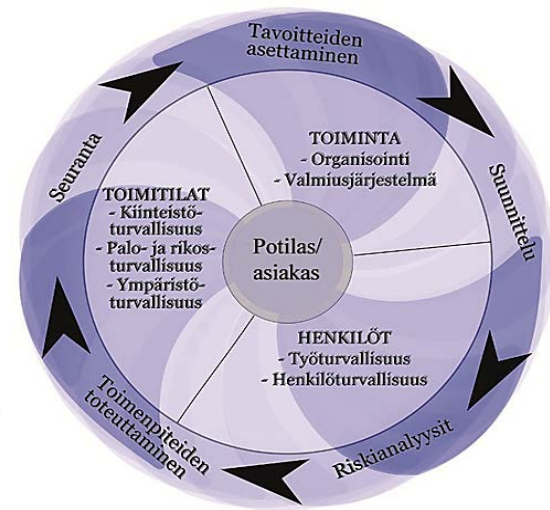 Tavoitteiden
asettaminen
Suunnittelu
Riskianalyysit
Toimenpiteiden
toteuttaminen
Seuranta
TOIMINTA
- Organisointi
- Valmiusjärjestelmä
TOIMITILAT
- Kiinteistö-
turvallisuus
- Palo- ja rikos-
turvallisuus
- Ympäristö-
turvallisuus
Potilas/
asiakas
HENKILÖT
- Työturvallisuus
- Henkilöturvallisuus